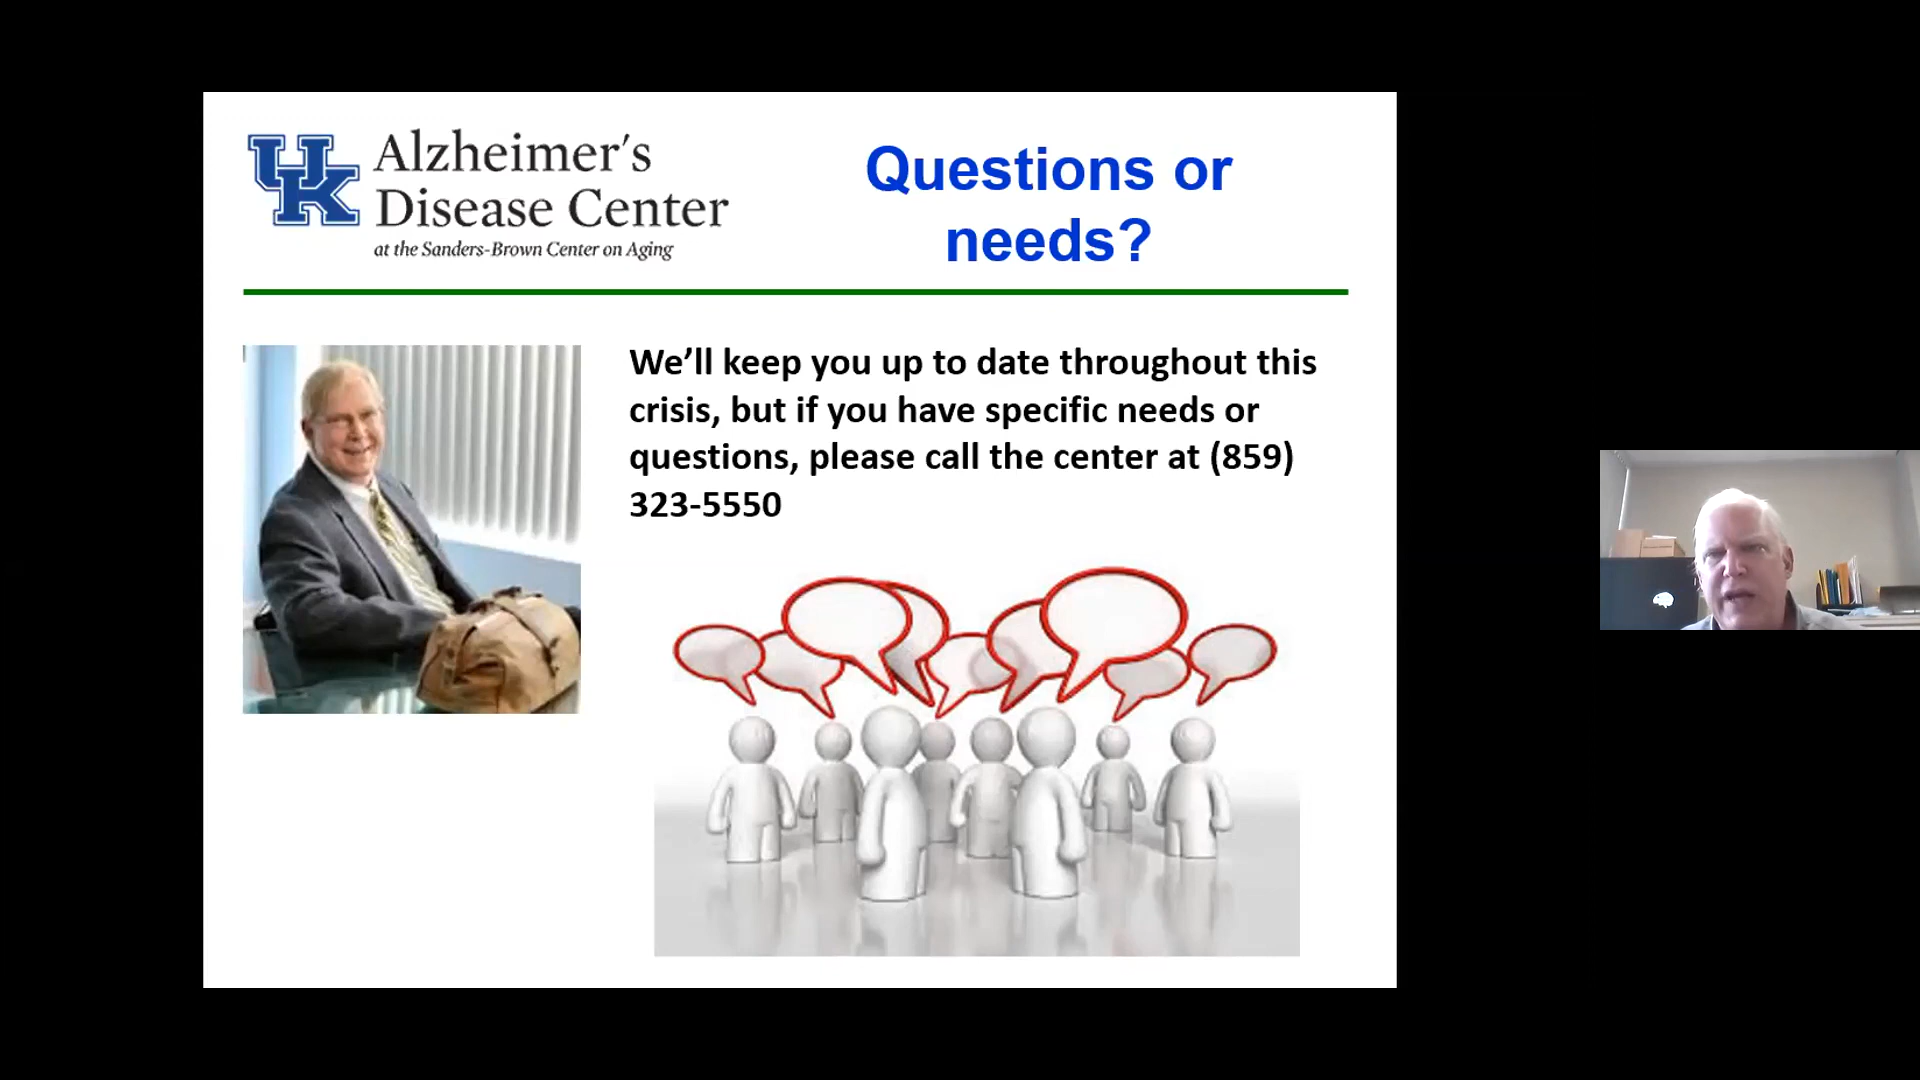 UK
Alzheimer's
Disease Center
at the Sanders-Brown Center on Aging
Questions or
needs?
We’ll keep you up to date throughout this
crisis, but if you have specific needs or
questions, please call the center at (859)
323-5550